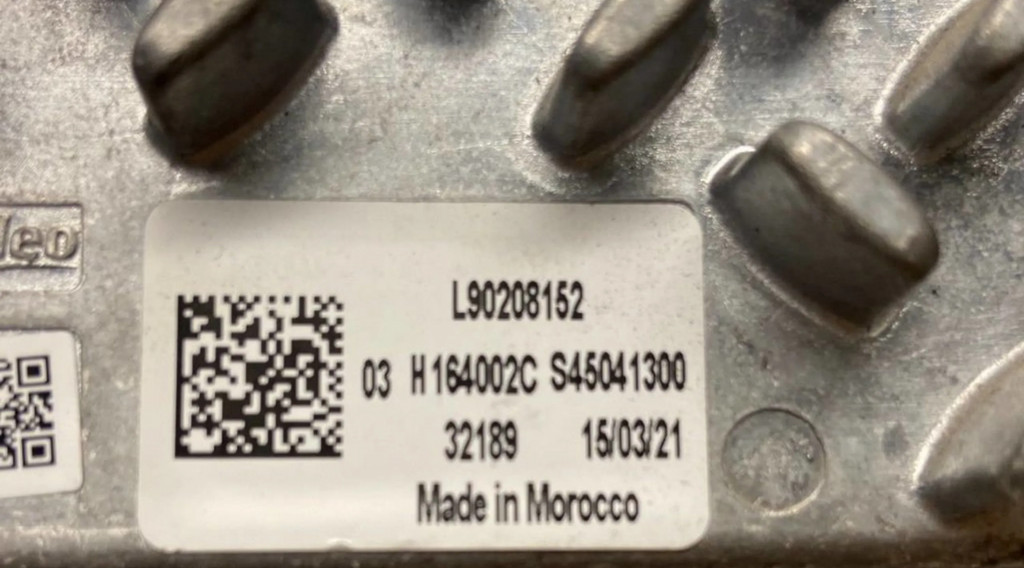 L90208152
03 H164002C S45041300
32189 15/03/21
Made in Morocco